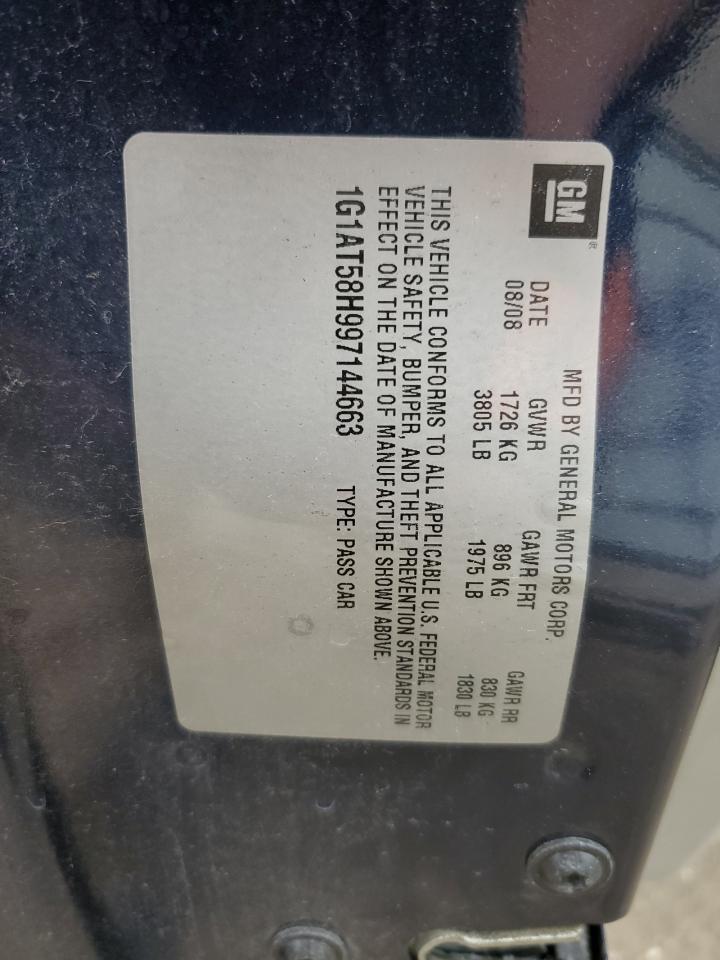 GM®
MFD BY GENERAL MOTORS CORP.
DATE GVWR GAWR FRT GAWR RR
08/08 1726 KG 896 KG 830 KG
3805 LB 1975 LB 1830 LB
THIS VEHICLE CONFORMS TO ALL APPLICABLE U.S. FEDERAL MOTOR
VEHICLE SAFETY, BUMPER, AND THEFT PREVENTION STANDARDS IN
EFFECT ON THE DATE OF MANUFACTURE SHOWN ABOVE.
1G1AT58H997144663 TYPE: PASS CAR